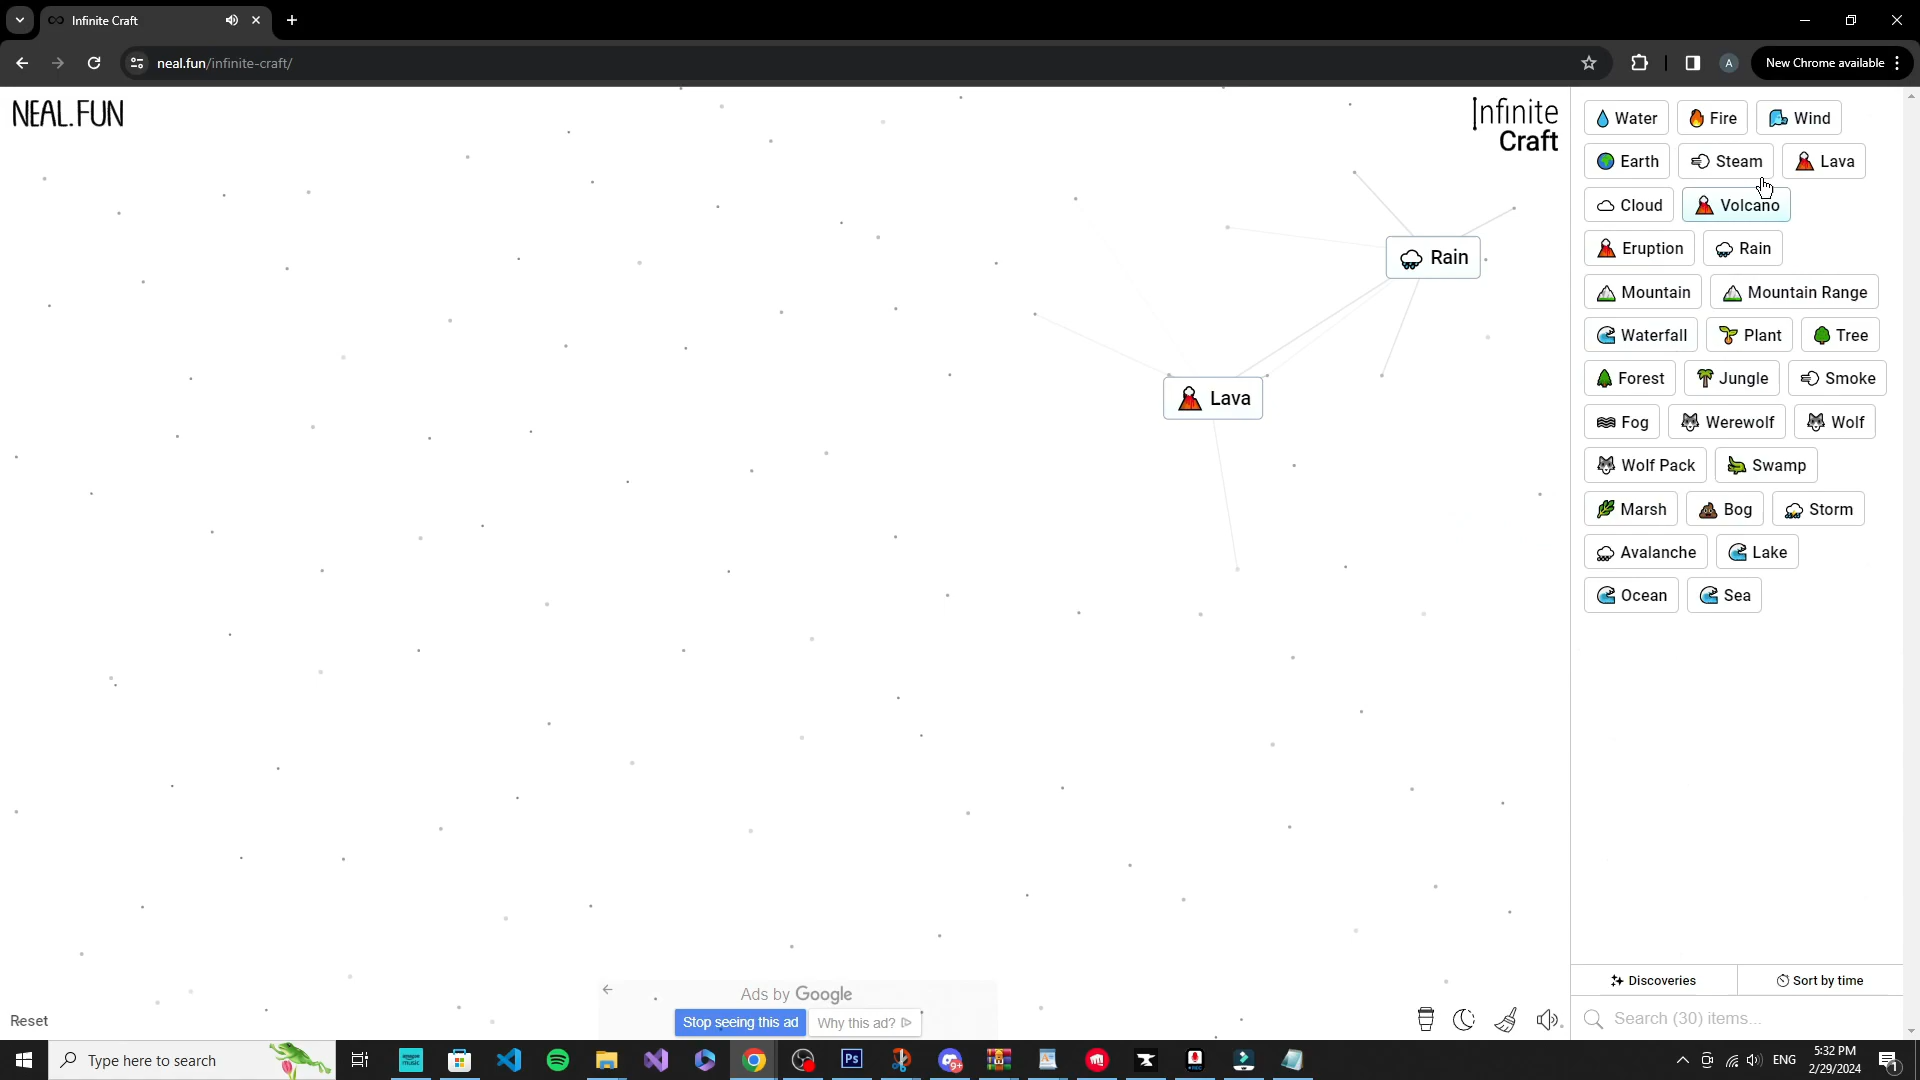 Infinite Craft
neal.fun/infinite-craft/
New Chrome available
NEAL.FUN
Infinite
Craft
Water Fire Wind
Earth Steam Lava
Cloud Volcano
Rain
Eruption Rain
Mountain Mountain Range
Waterfall Plant Tree
Forest Jungle Smoke
Lava
Fog Werewolf Wolf
Wolf Pack Swamp
Marsh Bog Storm
Avalanche Lake
Ocean Sea
Discoveries Sort by time
Ads by Google
Reset
Stop seeing this ad Why this ad?
Search (30) items...
Type here to search
ENG
5:32 PM
2/29/2024